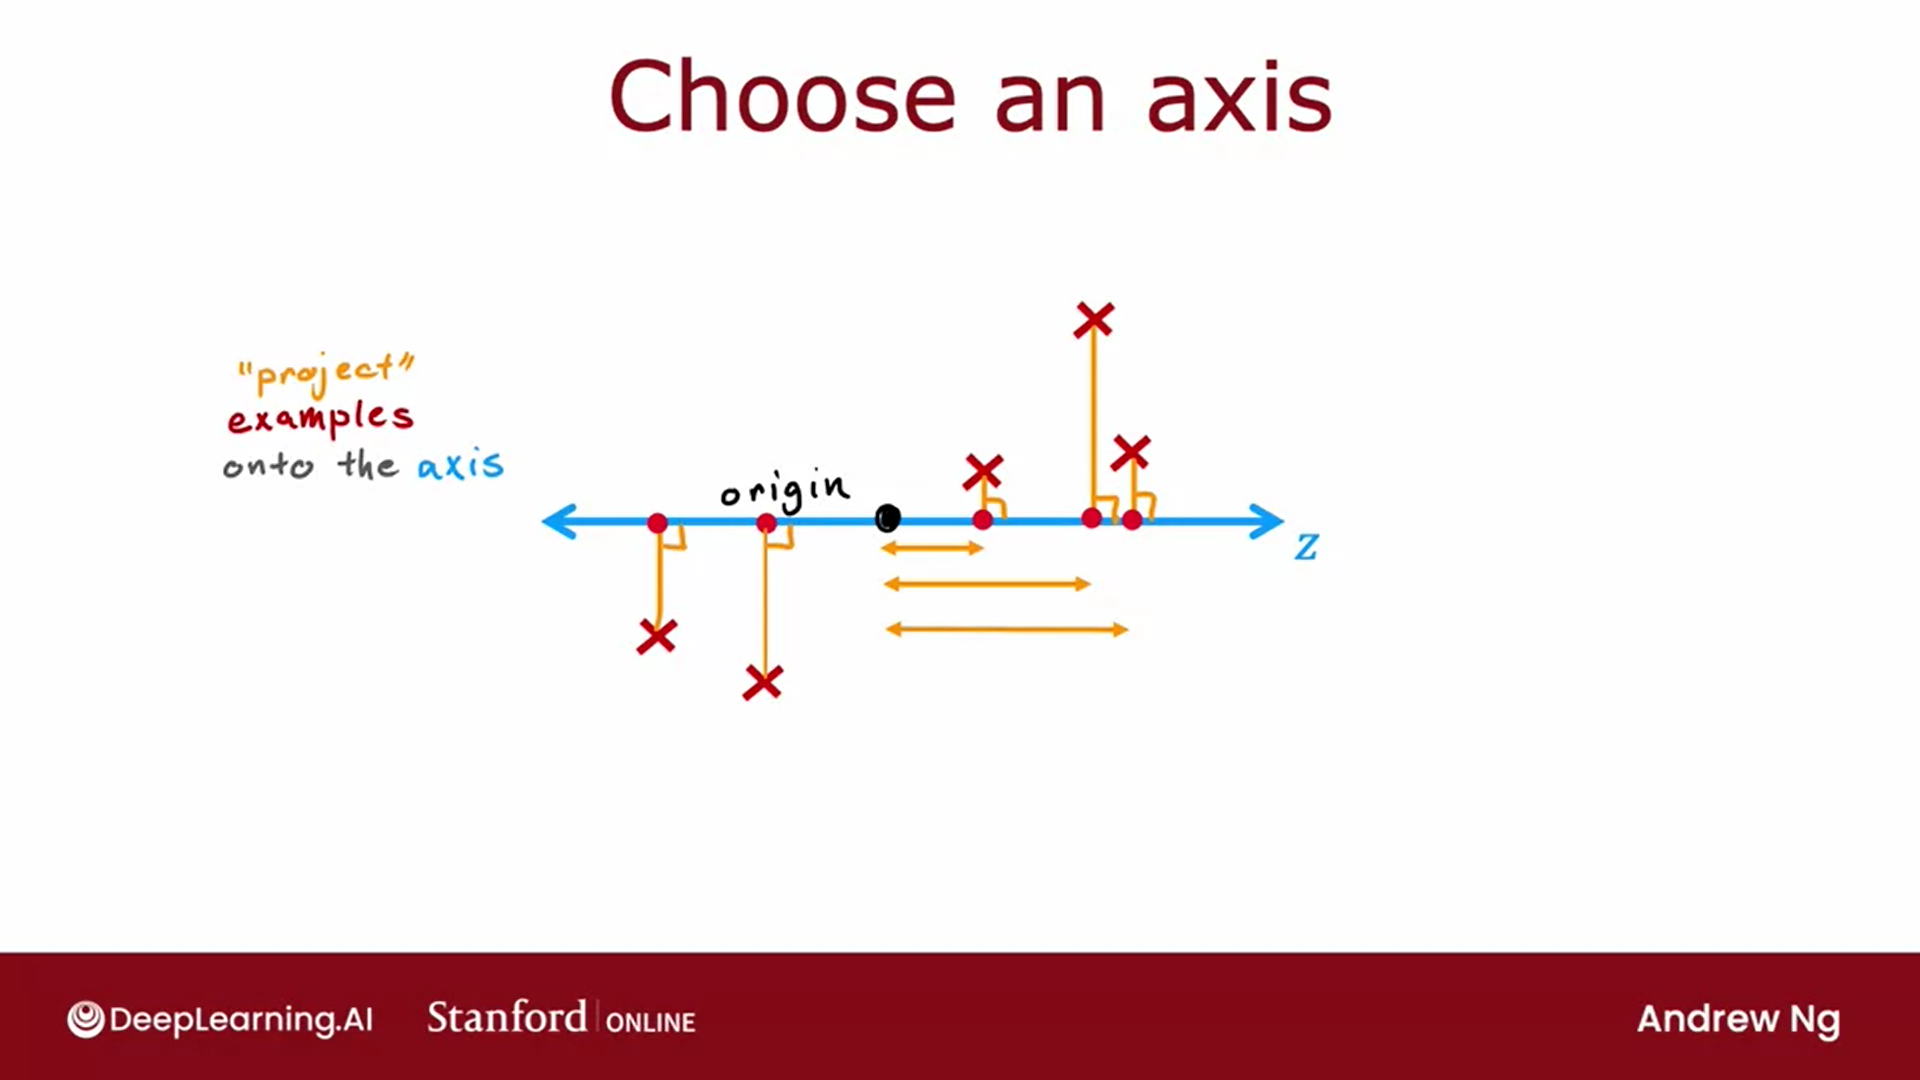 Choose an axis
"project"
examples
onto the axis
origin
z
DeepLearning.AI
Stanford ONLINE
Andrew Ng